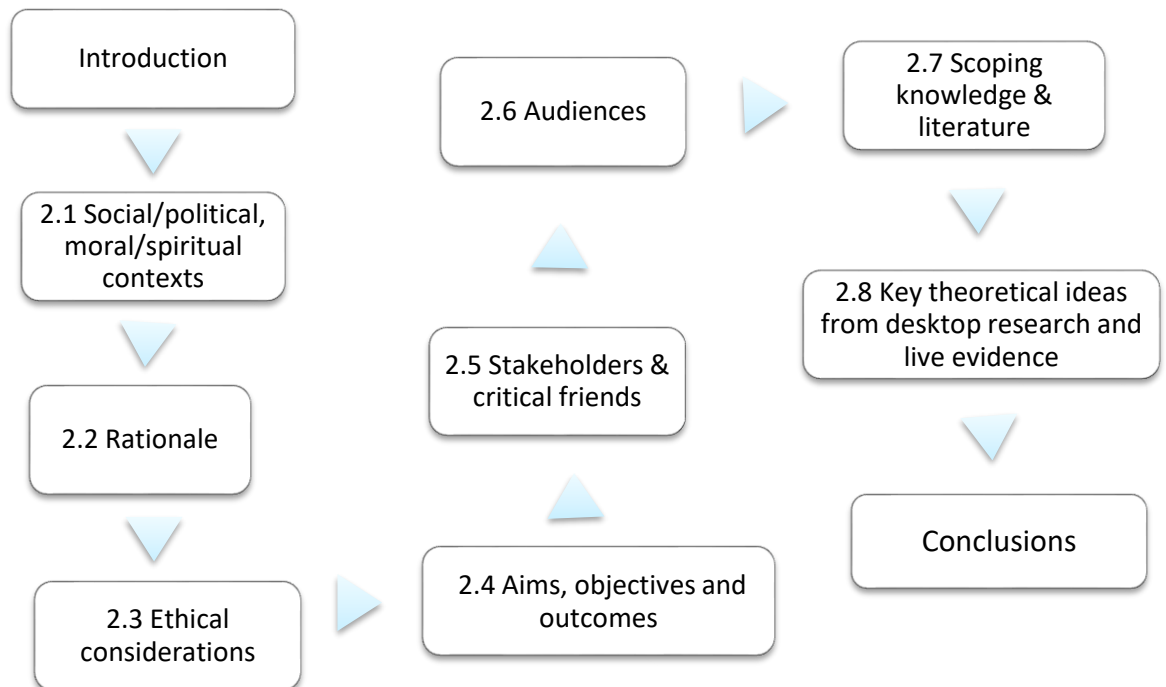 Introduction
2.1 Social/political,
moral/spiritual
contexts
2.2 Rationale
2.3 Ethical
considerations
2.4 Aims, objectives and
outcomes
2.5 Stakeholders &
critical friends
2.6 Audiences
2.7 Scoping
knowledge &
literature
2.8 Key theoretical ideas
from desktop research and
live evidence
Conclusions